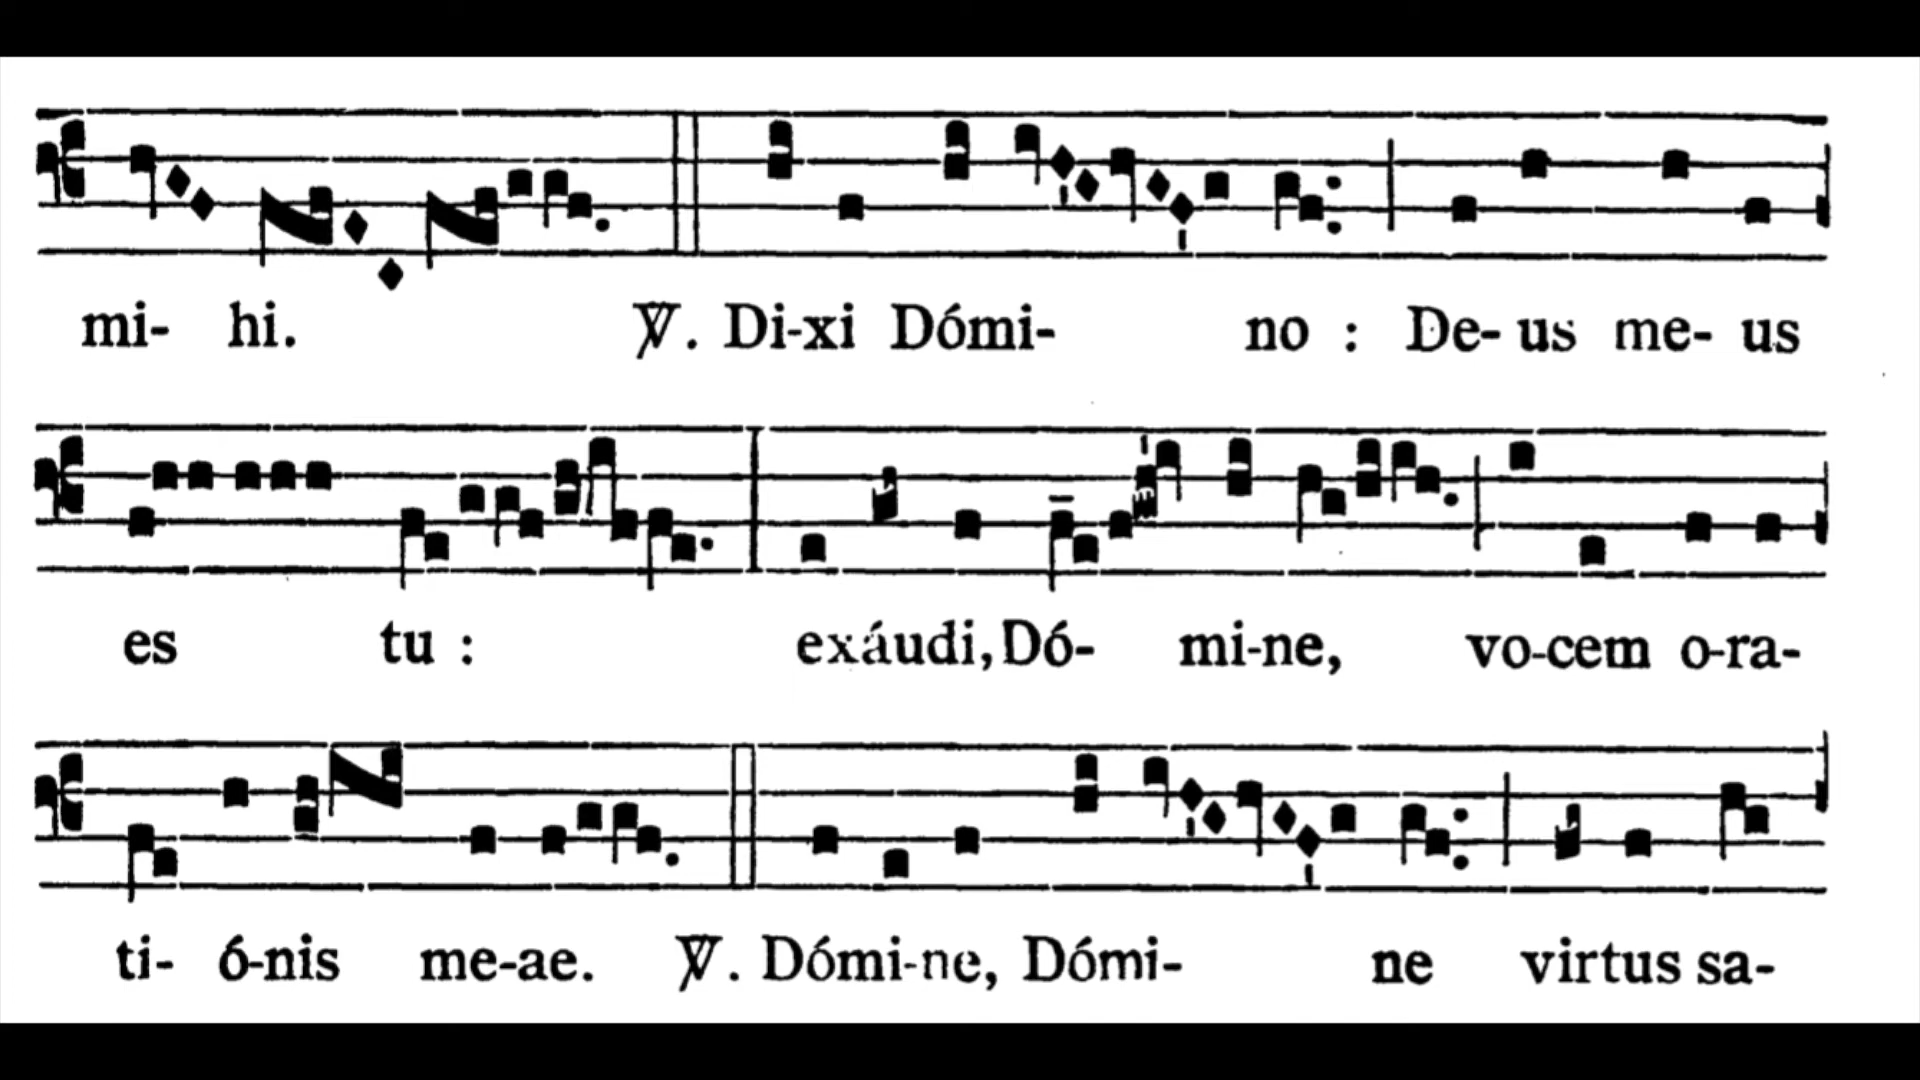 mi- hi. ℣. Di-xi Dómi- no : De- us me- us
es tu : exáudi, Dó- mi-ne, vo-cem o-ra-
ti- ó-nis me-ae. ℣. Dómi-ne, Dómi- ne virtus sa-